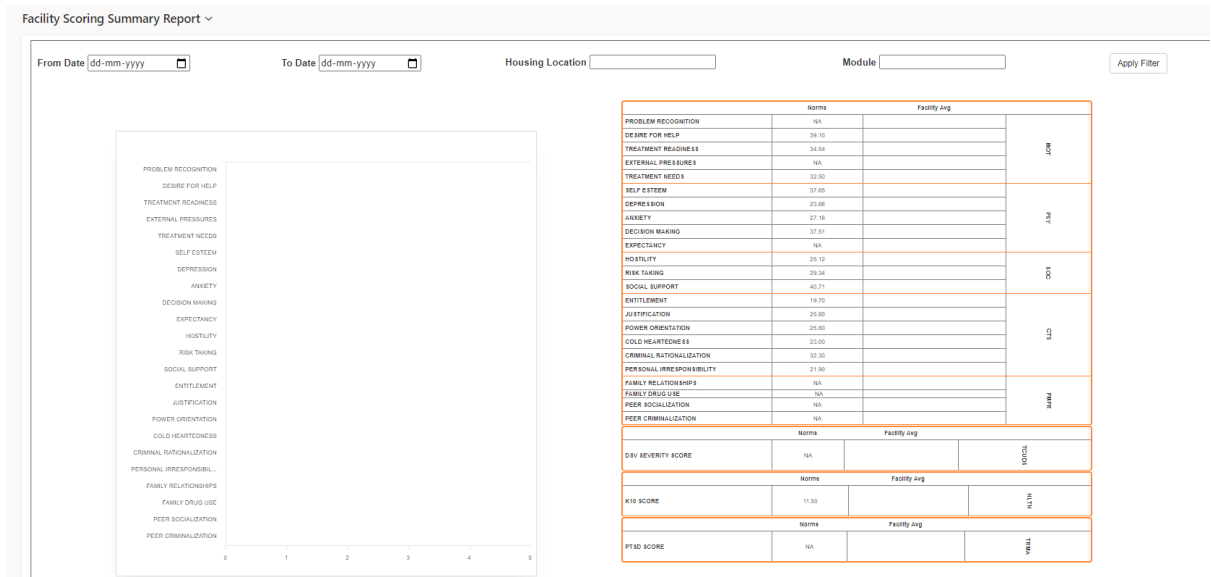 Facility Scoring Summary Report
From Date dd-mm-yyyy To Date dd-mm-yyyy Housing Location Module Apply Filter
PROBLEM RECOGNITION
DESIRE FOR HELP
TREATMENT READINESS
EXTERNAL PRESSURES
TREATMENT NEEDS
SELF ESTEEM
DEPRESSION
ANXIETY
DECISION MAKING
EXPECTANCY
HOSTILITY
RISK TAKING
SOCIAL SUPPORT
ENTITLEMENT
JUSTIFICATION
POWER ORIENTATION
COLD HEARTEDNESS
CRIMINAL RATIONALIZATION
PERSONAL IRRESPONSIBIL...
FAMILY RELATIONSHIPS
FAMILY DRUG USE
PEER SOCIALIZATION
PEER CRIMINALIZATION
0 1 2 3 4 5
Norms Facility Avg
PROBLEM RECOGNITION NA
DESIRE FOR HELP 39.10
TREATMENT READINESS 34.54
EXTERNAL PRESSURES NA
TREATMENT NEEDS 32.50
MOT
SELF ESTEEM 37.65
DEPRESSION 23.86
ANXIETY 27.16
DECISION MAKING 37.51
EXPECTANCY NA
PSY
HOSTILITY 25.12
RISK TAKING 29.34
SOCIAL SUPPORT 40.71
SOC
ENTITLEMENT 19.70
JUSTIFICATION 25.80
POWER ORIENTATION 25.80
COLD HEARTEDNESS 23.00
CRIMINAL RATIONALIZATION 32.30
PERSONAL IRRESPONSIBILITY 21.90
CTS
FAMILY RELATIONSHIPS NA
FAMILY DRUG USE NA
PEER SOCIALIZATION NA
PEER CRIMINALIZATION NA
Norms Facility Avg
DSV SEVERITY SCORE NA
TCUDS
Norms Facility Avg
K10 SCORE 11.50
HLTH
Norms Facility Avg
PTSD SCORE NA
TRMA